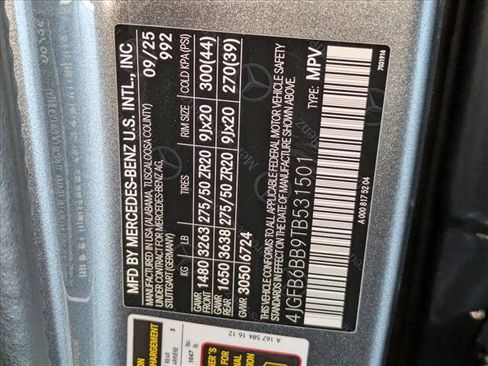 MFD BY MERCEDES-BENZ U.S. INTL., INC
MANUFACTURED IN USA (ALABAMA, TUSCALOOSA COUNTY)
UNDER CONTRACT FOR MERCEDES-BENZ AG,
STUTTGART (GERMANY)
09/25
992
KG LB TIRES RIM SIZE COLD KPA (PSI)
GAWR FRONT 1480 3263 275/50 ZR20 9Jx20 300(44)
GAWR REAR 1650 3638 275/50 ZR20 9Jx20 270(39)
GVWR 3050 6724
THIS VEHICLE CONFORMS TO ALL APPLICABLE FEDERAL MOTOR VEHICLE SAFETY
STANDARDS IN EFFECT ON THE DATE OF MANUFACTURE SHOWN ABOVE.
4JGFB6BB9TB531501 TYPE: MPV
A 000 817 52 04
7031916
A 167 584 16 12
CHARGEMENT